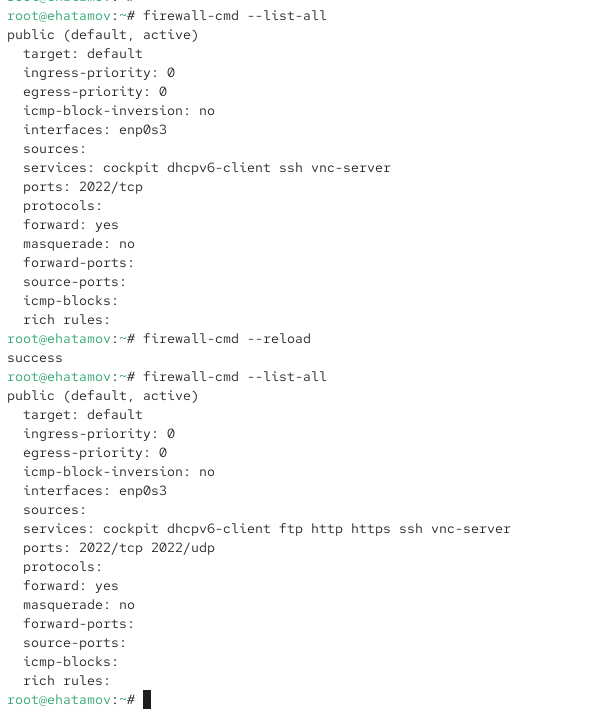 root@ehatamov:~# firewall-cmd --list-all
public (default, active)
  target: default
  ingress-priority: 0
  egress-priority: 0
  icmp-block-inversion: no
  interfaces: enp0s3
  sources:
  services: cockpit dhcpv6-client ssh vnc-server
  ports: 2022/tcp
  protocols:
  forward: yes
  masquerade: no
  forward-ports:
  source-ports:
  icmp-blocks:
  rich rules:
root@ehatamov:~# firewall-cmd --reload
success
root@ehatamov:~# firewall-cmd --list-all
public (default, active)
  target: default
  ingress-priority: 0
  egress-priority: 0
  icmp-block-inversion: no
  interfaces: enp0s3
  sources:
  services: cockpit dhcpv6-client ftp http https ssh vnc-server
  ports: 2022/tcp 2022/udp
  protocols:
  forward: yes
  masquerade: no
  forward-ports:
  source-ports:
  icmp-blocks:
  rich rules:
root@ehatamov:~#